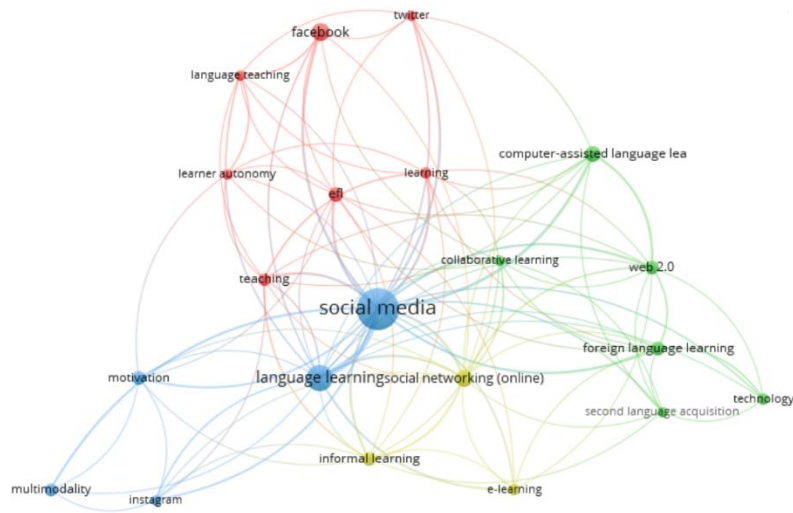 twitter
facebook
language teaching
computer-assisted language lea
learner autonomy
learning
efl
collaborative learning
web 2.0
teaching
social media
foreign language learning
motivation
language learning
social networking (online)
technology
second language acquisition
informal learning
multimodality
e-learning
instagram